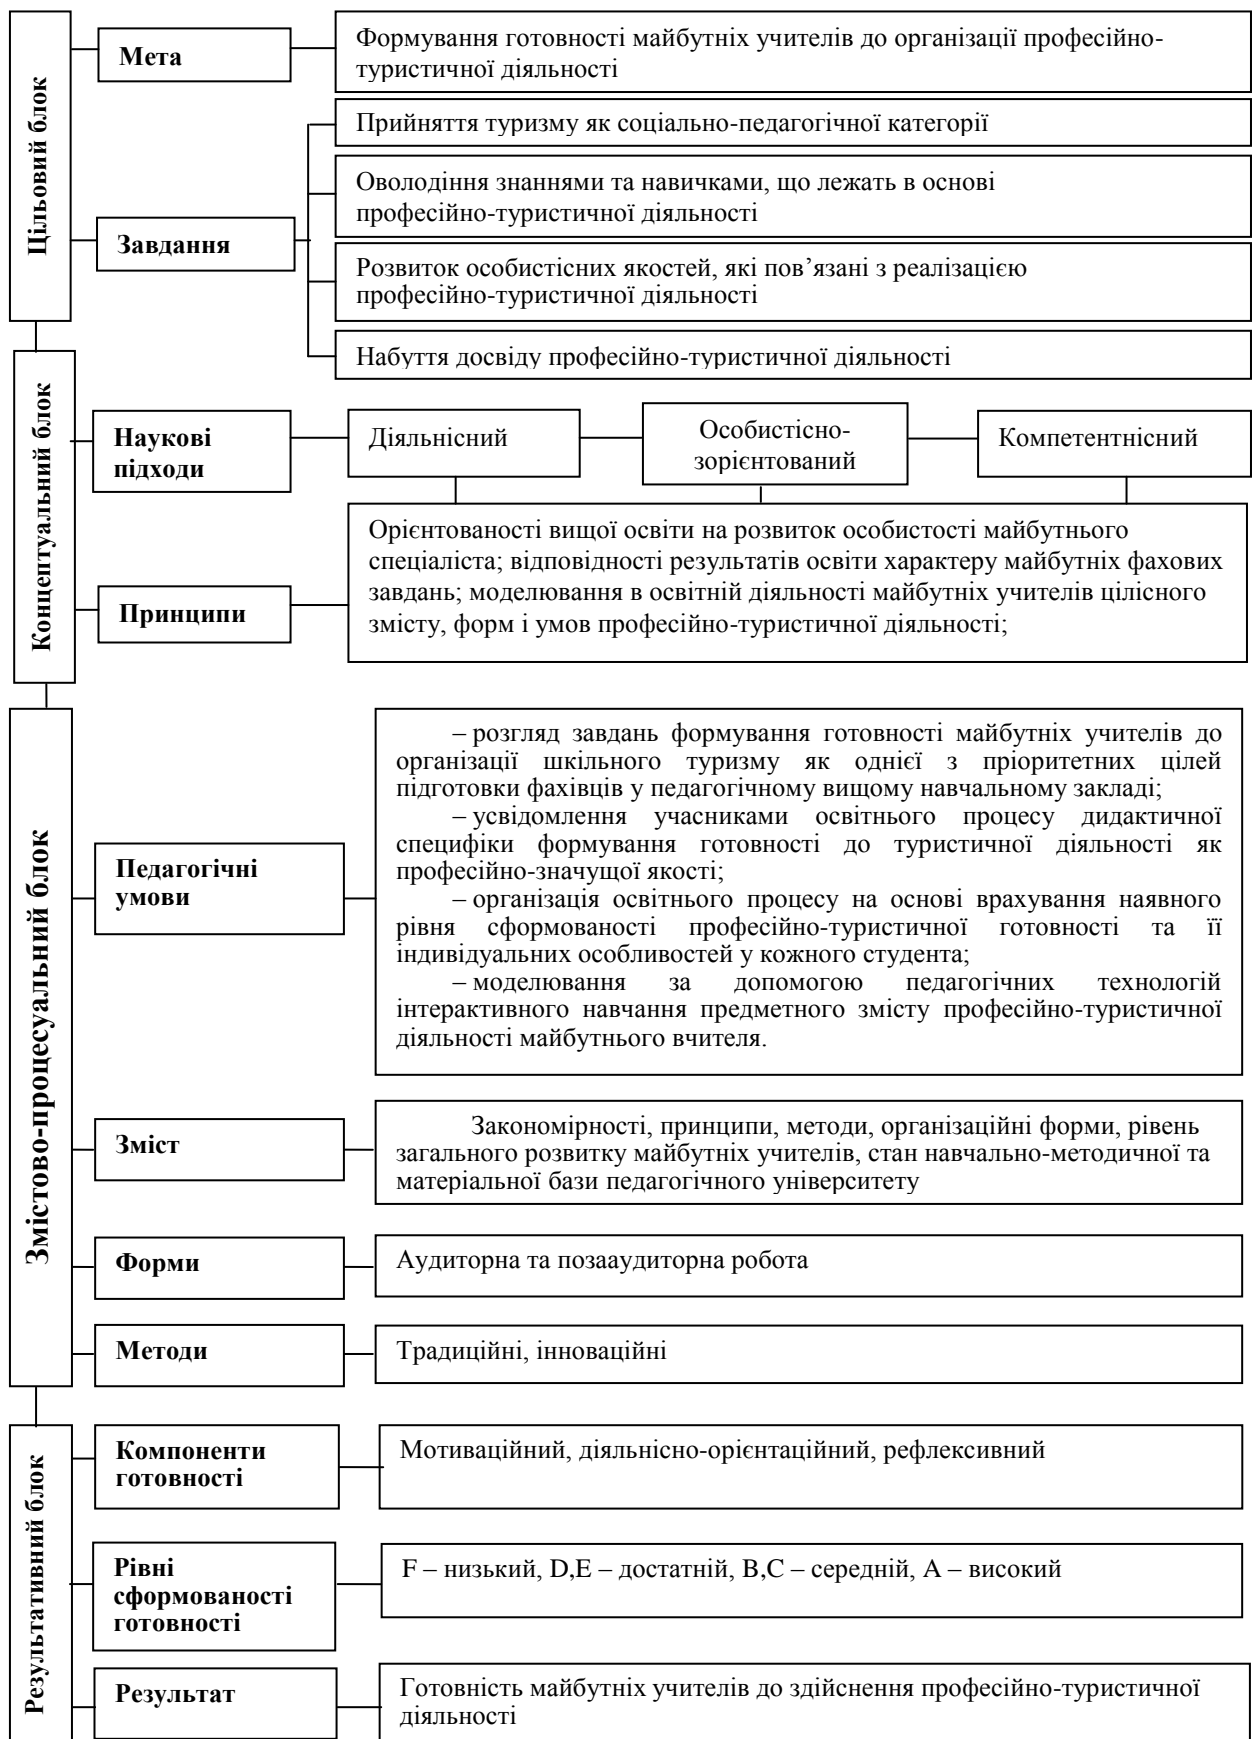 Цільовий блок
Мета
Формування готовності майбутніх учителів до організації професійно-
туристичної діяльності
Завдання
Прийняття туризму як соціально-педагогічної категорії
Оволодіння знаннями та навичками, що лежать в основі
професійно-туристичної діяльності
Розвиток особистісних якостей, які пов’язані з реалізацією
професійно-туристичної діяльності
Набуття досвіду професійно-туристичної діяльності
Концептуальний блок
Наукові
підходи
Діяльнісний
Особистісно-
зорієнтований
Компетентнісний
Принципи
Орієнтованості вищої освіти на розвиток особистості майбутнього
спеціаліста; відповідності результатів освіти характеру майбутніх фахових
завдань; моделювання в освітній діяльності майбутніх учителів цілісного
змісту, форм і умов професійно-туристичної діяльності;
Змістово-процесуальний блок
Педагогічні
умови
– розгляд завдань формування готовності майбутніх учителів до
організації шкільного туризму як однієї з пріоритетних цілей
підготовки фахівців у педагогічному вищому навчальному закладі;
– усвідомлення учасниками освітнього процесу дидактичної
специфіки формування готовності до туристичної діяльності як
професійно-значущої якості;
– організація освітнього процесу на основі врахування наявного
рівня сформованості професійно-туристичної готовності та її
індивідуальних особливостей у кожного студента;
– моделювання за допомогою педагогічних технологій
інтерактивного навчання предметного змісту професійно-туристичної
діяльності майбутнього вчителя.
Зміст
Закономірності, принципи, методи, організаційні форми, рівень
загального розвитку майбутніх учителів, стан навчально-методичної та
матеріальної бази педагогічного університету
Форми
Аудиторна та позааудиторна робота
Методи
Традиційні, інноваційні
Результативний блок
Компоненти
готовності
Мотиваційний, діяльнісно-орієнтаційний, рефлексивний
Рівні
сформованості
готовності
F – низький, D,E – достатній, B,C – середній, A – високий
Результат
Готовність майбутніх учителів до здійснення професійно-туристичної
діяльності